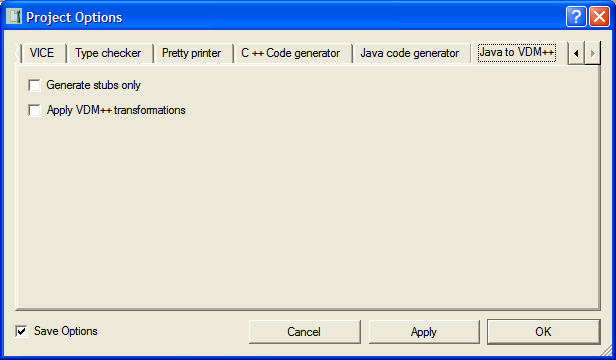 Project Options
VICE Type checker Pretty printer C ++ Code generator Java code generator Java to VDM++
Generate stubs only
Apply VDM++ transformations
Save Options Cancel Apply OK